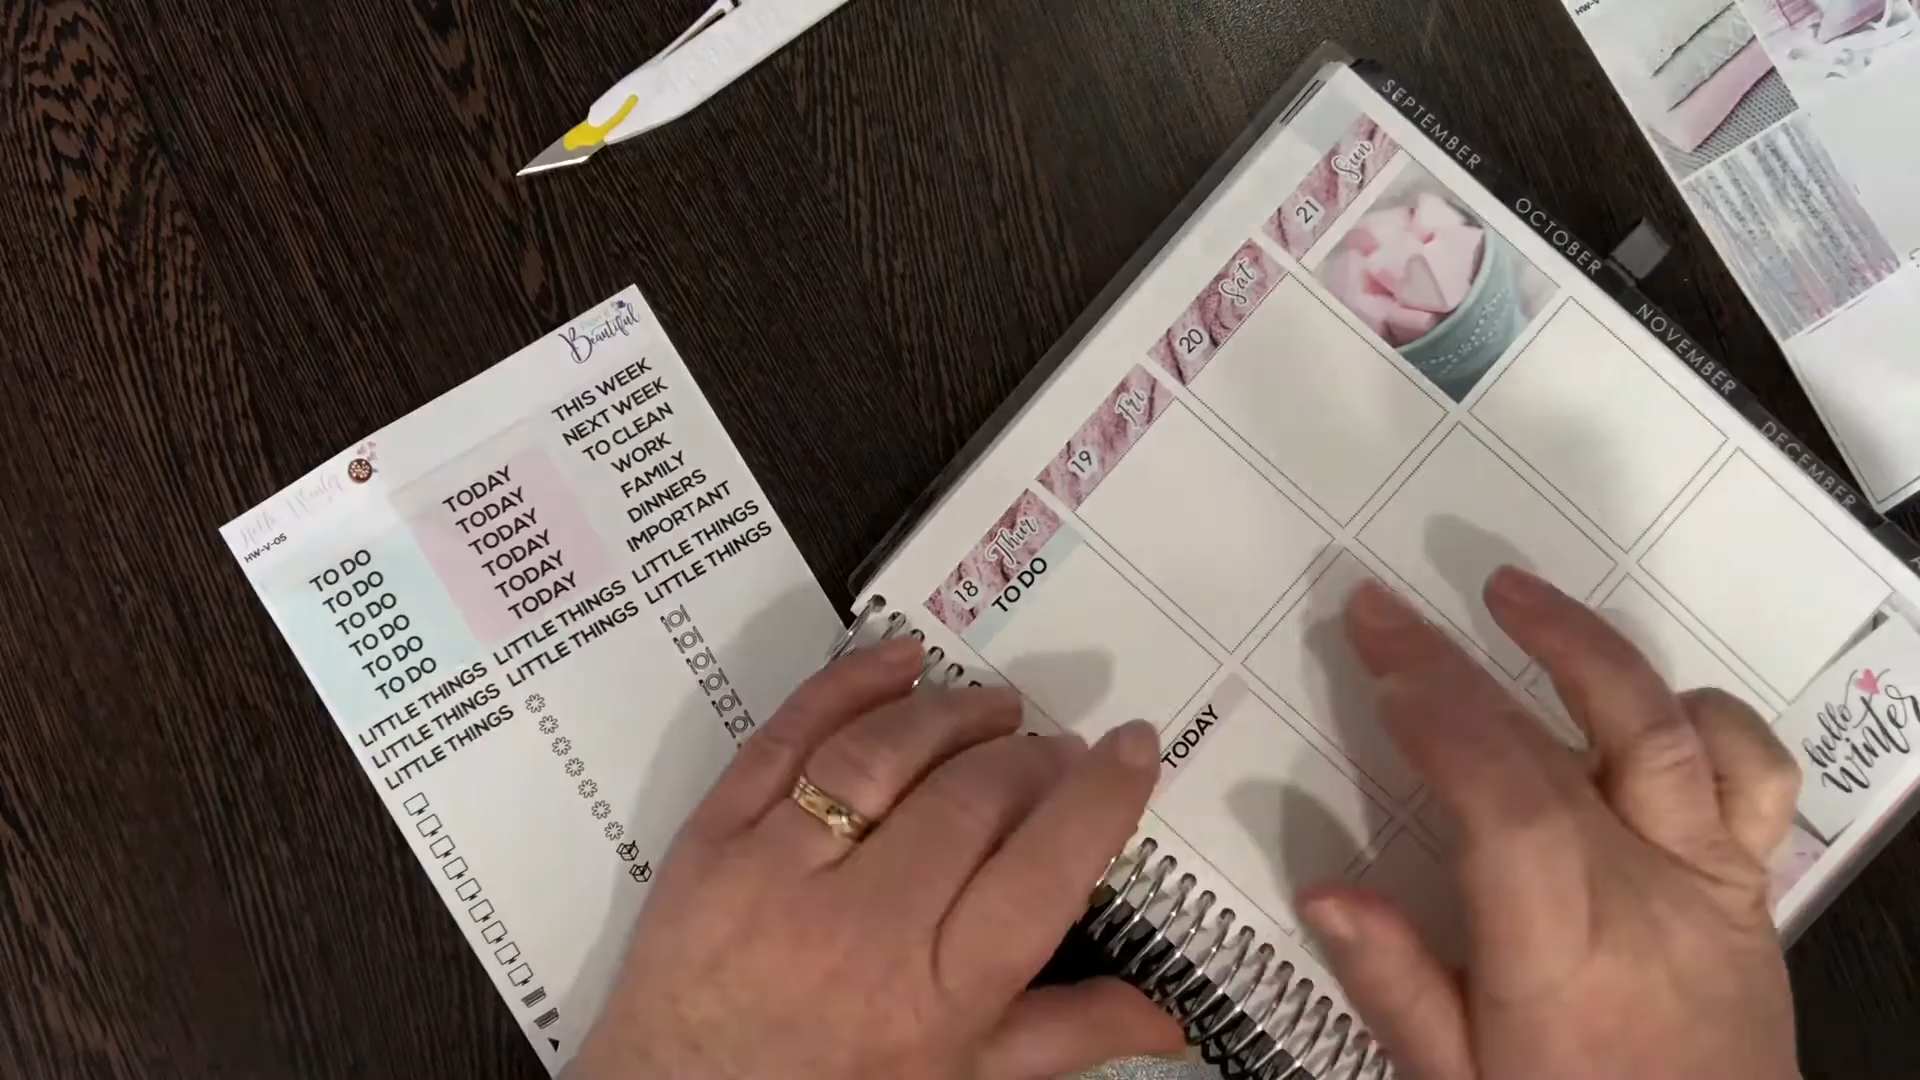 Beautiful
Hello Winter
HW-V-05
THIS WEEK
NEXT WEEK
TO CLEAN
WORK
FAMILY
DINNERS
IMPORTANT
TODAY
TODAY
TODAY
TODAY
TODAY
TODAY
TO DO
TO DO
TO DO
TO DO
TO DO
TO DO
LITTLE THINGS LITTLE THINGS LITTLE THINGS
LITTLE THINGS LITTLE THINGS LITTLE THINGS
LITTLE THINGS
SEPTEMBER
OCTOBER
NOVEMBER
DECEMBER
21 Sun
20 Sat
19 Fri
18 Thur
TO DO
TODAY
hello
winter